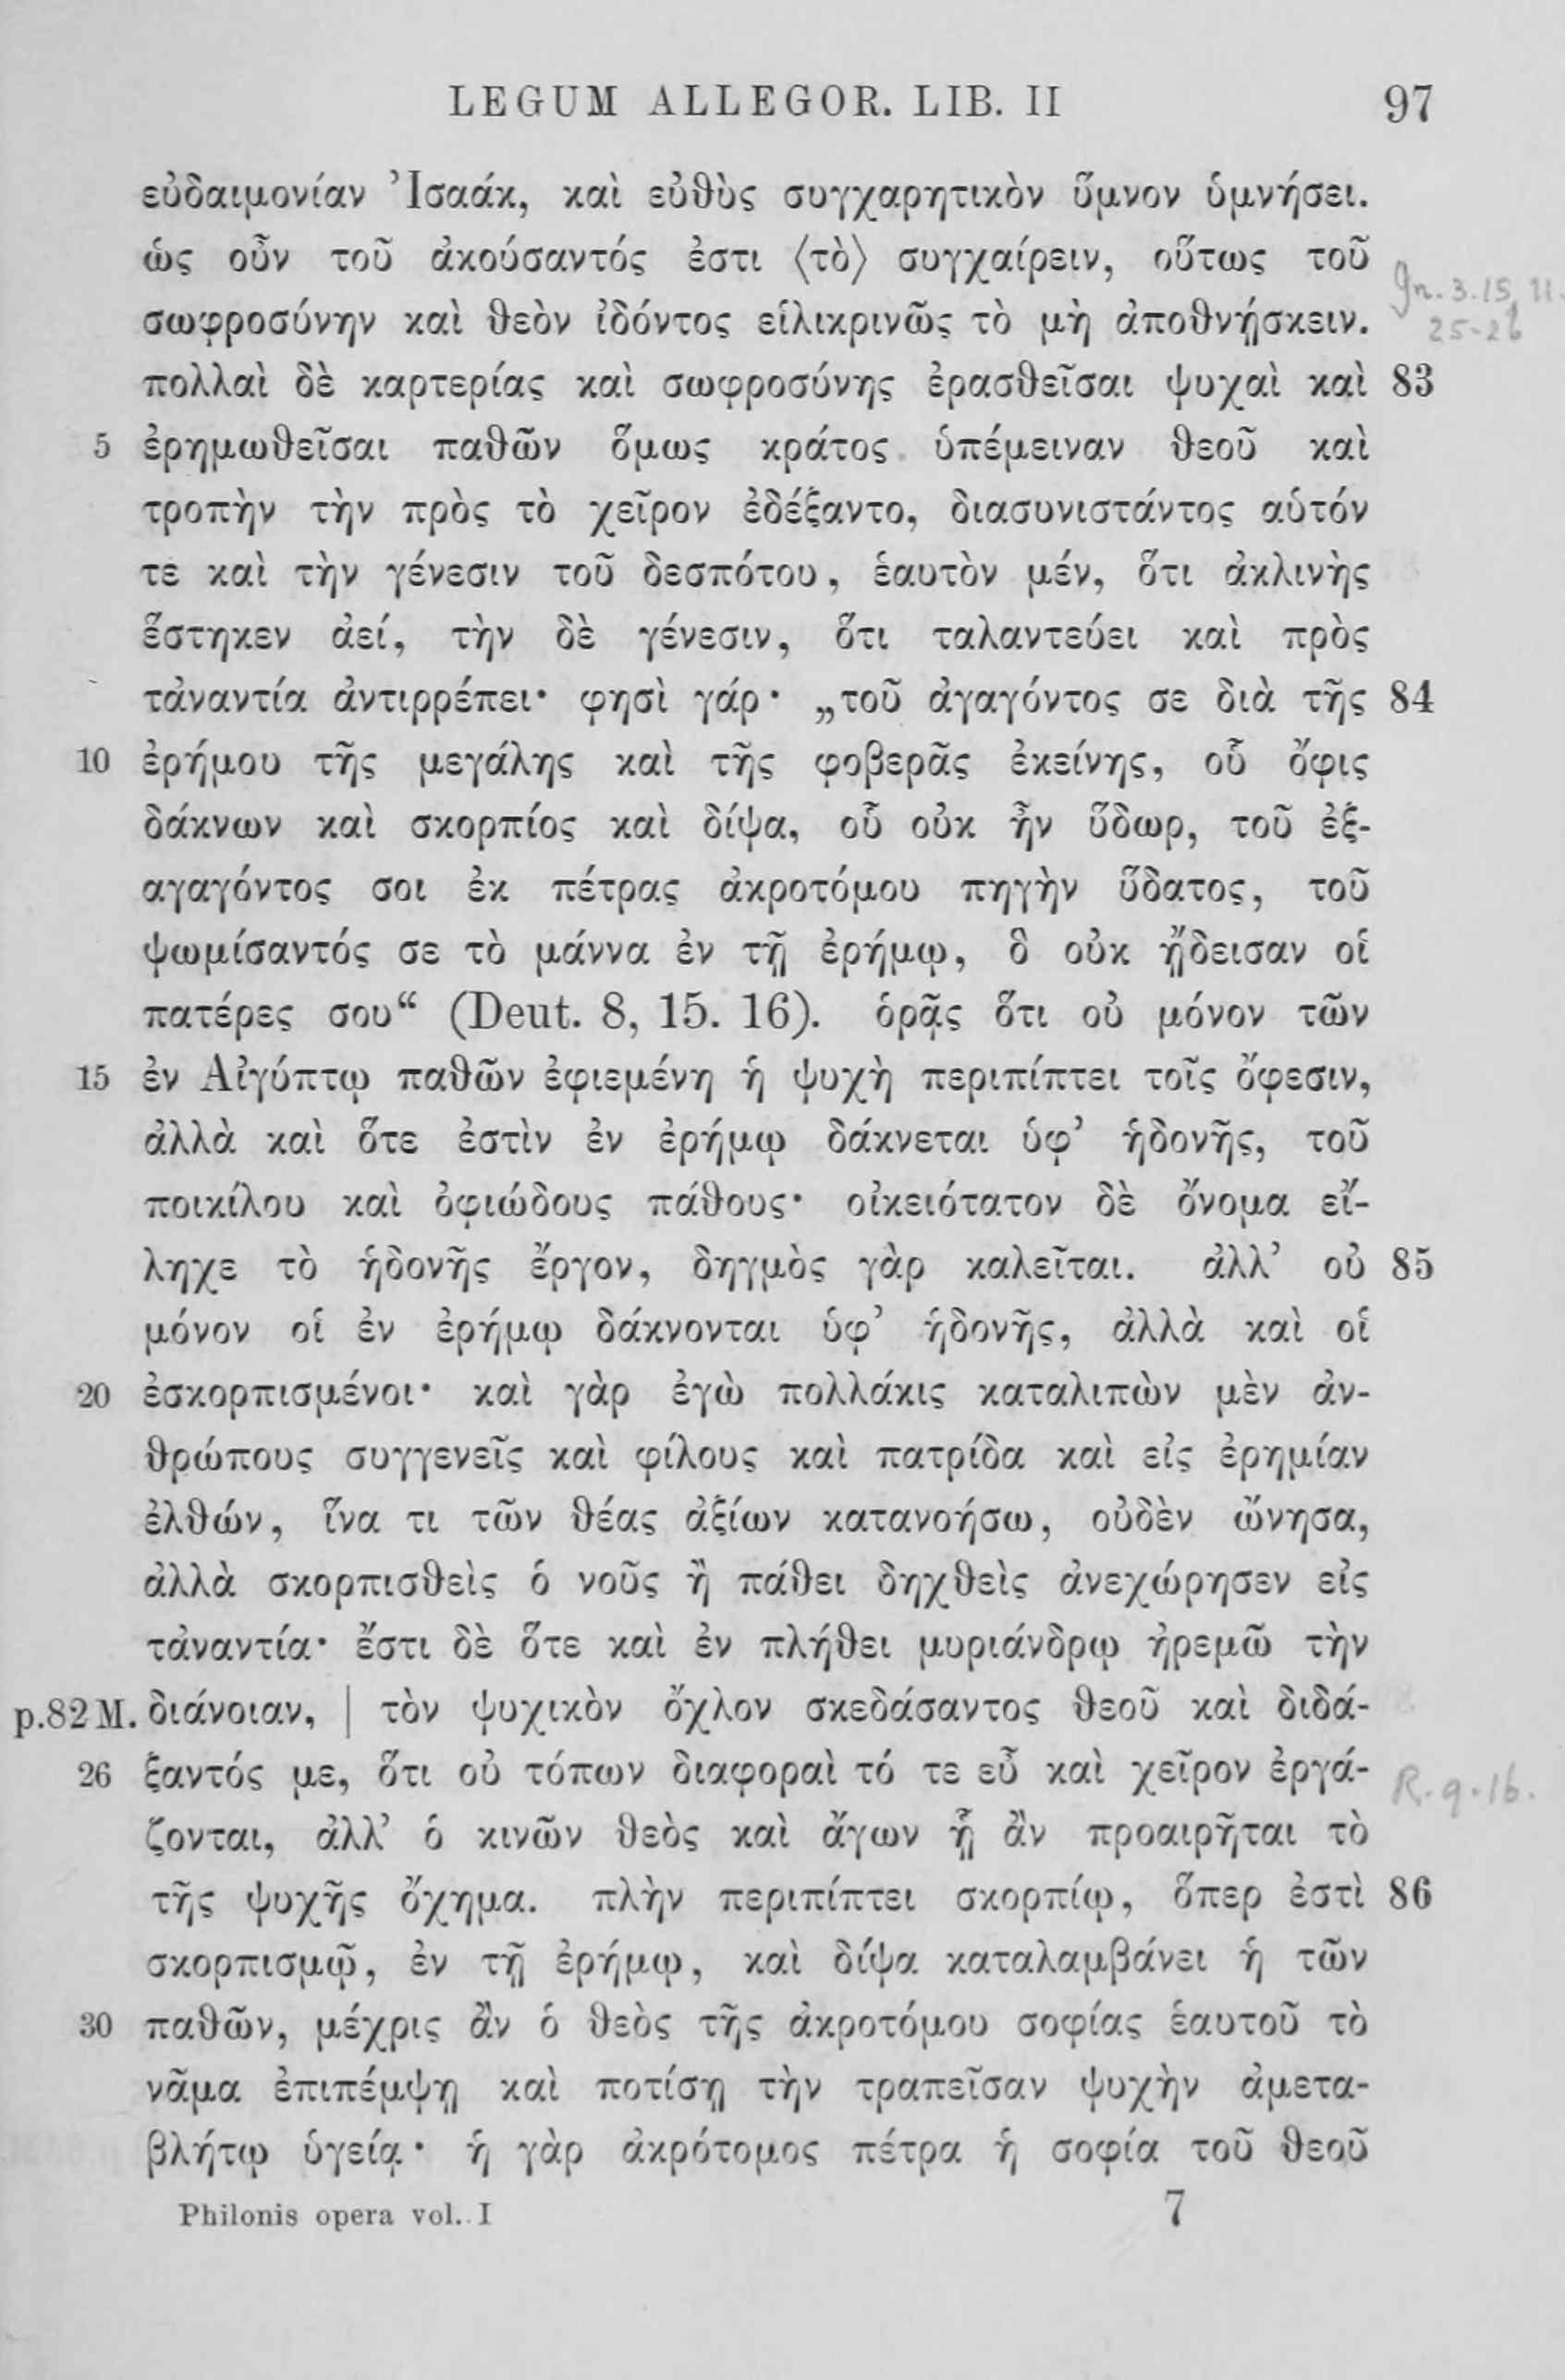 LEGUM ALLEGOR. LIB. II 97
εὐδαιμονίαν Ἰσαάκ, καὶ εὐθὺς συγχαρητικὸν ὕμνον ὑμνήσει.
ὡς οὖν τοῦ ἀκούσαντός ἐστι ⟨τὸ⟩ συγχαίρειν, οὕτως τοῦ
σωφροσύνην καὶ θεὸν ἰδόντος εἰλικρινῶς τὸ μὴ ἀποθνῄσκειν.
πολλαὶ δὲ καρτερίας καὶ σωφροσύνης ἐρασθεῖσαι ψυχαὶ καὶ 83
5 ἐρημωθεῖσαι παθῶν ὅμως κράτος ὑπέμειναν θεοῦ καὶ
τροπὴν τὴν πρὸς τὸ χεῖρον ἐδέξαντο, διασυνιστάντος αὑτόν
τε καὶ τὴν γένεσιν τοῦ δεσπότου, ἑαυτὸν μέν, ὅτι ἀκλινὴς
ἕστηκεν ἀεί, τὴν δὲ γένεσιν, ὅτι ταλαντεύει καὶ πρὸς
τἀναντία ἀντιρρέπει· φησὶ γάρ· „τοῦ ἀγαγόντος σε διὰ τῆς 84
10 ἐρήμου τῆς μεγάλης καὶ τῆς φοβερᾶς ἐκείνης, οὗ ὄφις
δάκνων καὶ σκορπίος καὶ δίψα, οὗ οὐκ ἦν ὕδωρ, τοῦ ἐξ-
αγαγόντος σοι ἐκ πέτρας ἀκροτόμου πηγὴν ὕδατος, τοῦ
ψωμίσαντός σε τὸ μάννα ἐν τῇ ἐρήμῳ, ὃ οὐκ ᾔδεισαν οἱ
πατέρες σου“ (Deut. 8, 15. 16). ὁρᾷς ὅτι οὐ μόνον τῶν
15 ἐν Αἰγύπτῳ παθῶν ἐφιεμένη ἡ ψυχὴ περιπίπτει τοῖς ὄφεσιν,
ἀλλὰ καὶ ὅτε ἐστὶν ἐν ἐρήμῳ δάκνεται ὑφ’ ἡδονῆς, τοῦ
ποικίλου καὶ ὀφιώδους πάθους· οἰκειότατον δὲ ὄνομα εἴ-
ληχε τὸ ἡδονῆς ἔργον, δηγμὸς γὰρ καλεῖται. ἀλλ’ οὐ 85
μόνον οἱ ἐν ἐρήμῳ δάκνονται ὑφ’ ἡδονῆς, ἀλλὰ καὶ οἱ
20 ἐσκορπισμένοι· καὶ γὰρ ἐγὼ πολλάκις καταλιπὼν μὲν ἀν-
θρώπους συγγενεῖς καὶ φίλους καὶ πατρίδα καὶ εἰς ἐρημίαν
ἐλθών, ἵνα τι τῶν θέας ἀξίων κατανοήσω, οὐδὲν ὤνησα,
ἀλλὰ σκορπισθεὶς ὁ νοῦς ἢ πάθει δηχθεὶς ἀνεχώρησεν εἰς
τἀναντία· ἔστι δὲ ὅτε καὶ ἐν πλήθει μυριάνδρῳ ἠρεμῶ τὴν
p.82 M. διάνοιαν, | τὸν ψυχικὸν ὄχλον σκεδάσαντος θεοῦ καὶ διδά-
26 ξαντός με, ὅτι οὐ τόπων διαφοραὶ τό τε εὖ καὶ χεῖρον ἐργά-
ζονται, ἀλλ’ ὁ κινῶν θεὸς καὶ ἄγων ᾗ ἂν προαιρῆται τὸ
τῆς ψυχῆς ὄχημα. πλὴν περιπίπτει σκορπίῳ, ὅπερ ἐστὶ 86
σκορπισμῷ, ἐν τῇ ἐρήμῳ, καὶ δίψα καταλαμβάνει ἡ τῶν
30 παθῶν, μέχρις ἂν ὁ θεὸς τῆς ἀκροτόμου σοφίας ἑαυτοῦ τὸ
νᾶμα ἐπιπέμψῃ καὶ ποτίσῃ τὴν τραπεῖσαν ψυχὴν ἀμετα-
βλήτῳ ὑγείᾳ· ἡ γὰρ ἀκρότομος πέτρα ἡ σοφία τοῦ θεοῦ
Philonis opera vol. I 7
R. 9.16.